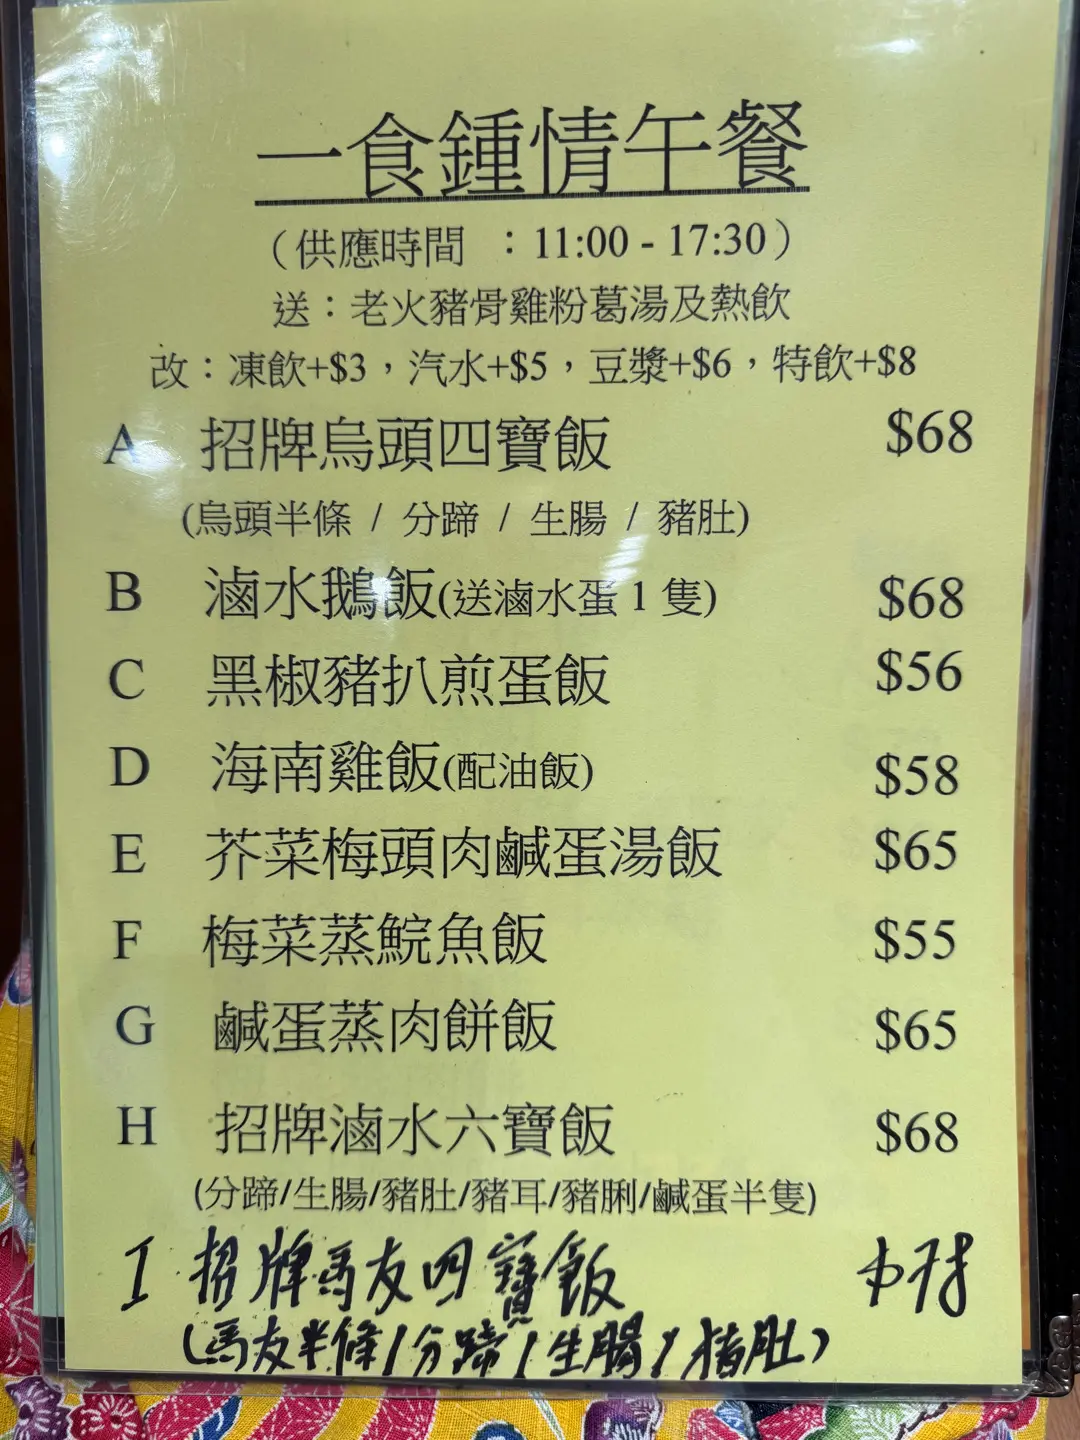 一食鍾情午餐
（供應時間 ：11:00 - 17:30）
送：老火豬骨雞粉葛湯及熱飲
改：凍飲+$3，汽水+$5，豆漿+$6，特飲+$8
A 招牌烏頭四寶飯 $68
(烏頭半條 / 分蹄 / 生腸 / 豬肚)
B 滷水鵝飯(送滷水蛋 1 隻) $68
C 黑椒豬扒煎蛋飯 $56
D 海南雞飯(配油飯) $58
E 芥菜梅頭肉鹹蛋湯飯 $65
F 梅菜蒸鯇魚飯 $55
G 鹹蛋蒸肉餅飯 $65
H 招牌滷水六寶飯 $68
(分蹄/生腸/豬肚/豬耳/豬脷/鹹蛋半隻)
I 招牌馬友四寶飯 $78
(馬友半條/分蹄/生腸/猪肚)